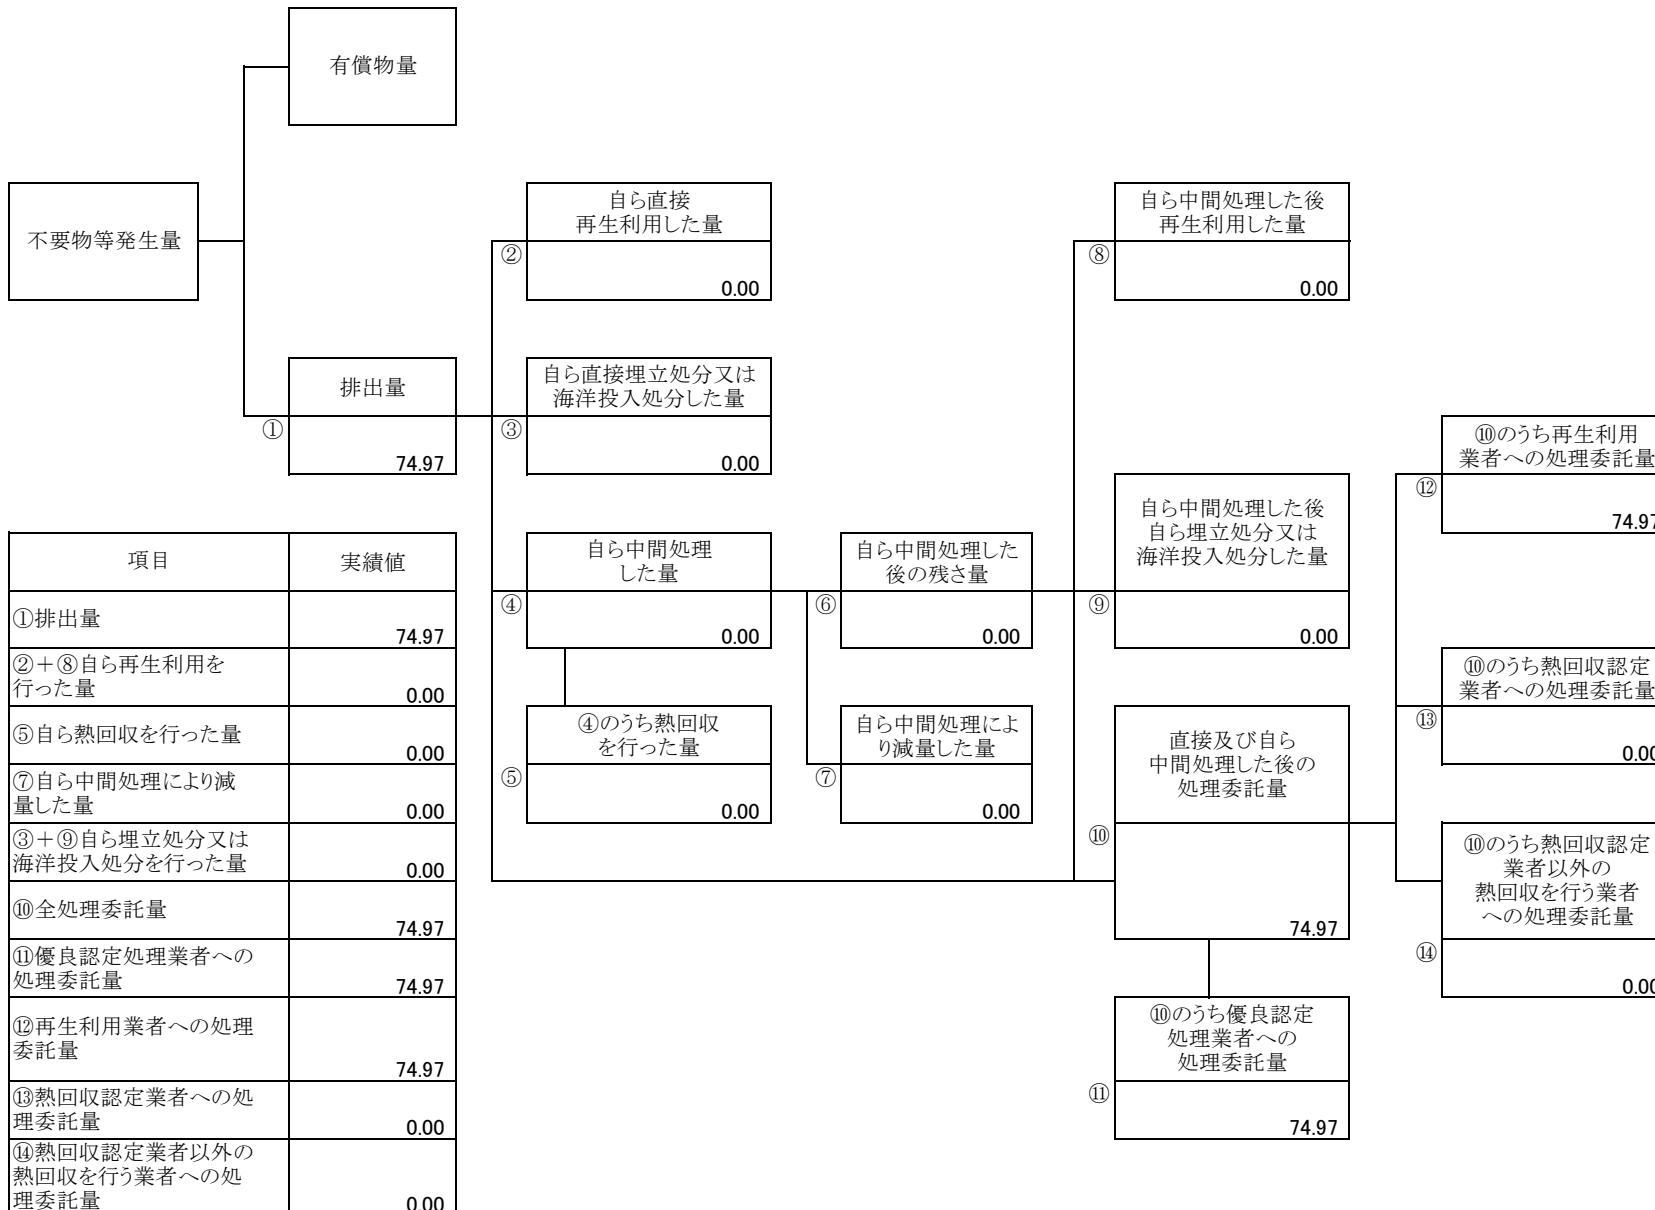 有償物量
不要物等発生量
排出量
①
74.97
自ら直接
再生利用した量
②
0.00
自ら直接埋立処分又は
海洋投入処分した量
③
0.00
自ら中間処理
した量
④
0.00
④のうち熱回収
を行った量
⑤
0.00
自ら中間処理した
後の残さ量
⑥
0.00
自ら中間処理によ
り減量した量
⑦
0.00
自ら中間処理した後
再生利用した量
⑧
0.00
自ら中間処理した後
自ら埋立処分又は
海洋投入処分した量
⑨
0.00
直接及び自ら
中間処理した後の
処理委託量
⑩
74.97
⑩のうち優良認定
処理業者への
処理委託量
⑪
74.97
⑩のうち再生利用
業者への処理委託量
⑫
74.97
⑩のうち熱回収認定
業者への処理委託量
⑬
0.00
⑩のうち熱回収認定
業者以外の
熱回収を行う業者
への処理委託量
⑭
0.00
項目 実績値
①排出量
74.97
②+⑧自ら再生利用を
行った量
0.00
⑤自ら熱回収を行った量
0.00
⑦自ら中間処理により減
量した量
0.00
③+⑨自ら埋立処分又は
海洋投入処分を行った量
0.00
⑩全処理委託量
74.97
⑪優良認定処理業者への
処理委託量
74.97
⑫再生利用業者への処理
委託量
74.97
⑬熱回収認定業者への処
理委託量
0.00
⑭熱回収認定業者以外の
熱回収を行う業者への処
理委託量
0.00